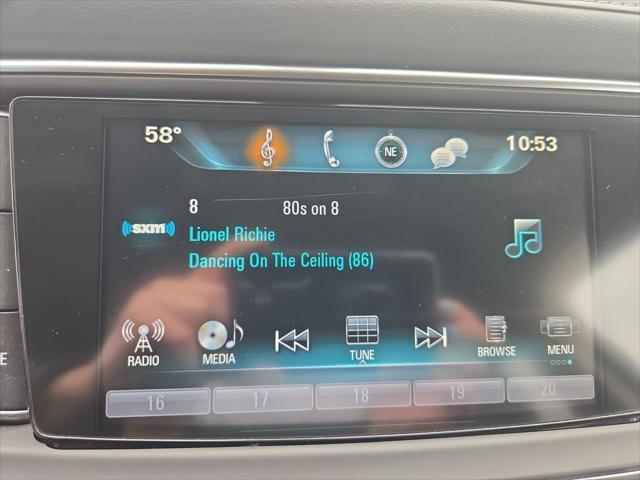 58° NE 10:53
8 80s on 8
((sxm))
Lionel Richie
Dancing On The Ceiling (86)
RADIO MEDIA TUNE BROWSE MENU
E
16 17 18 19 20